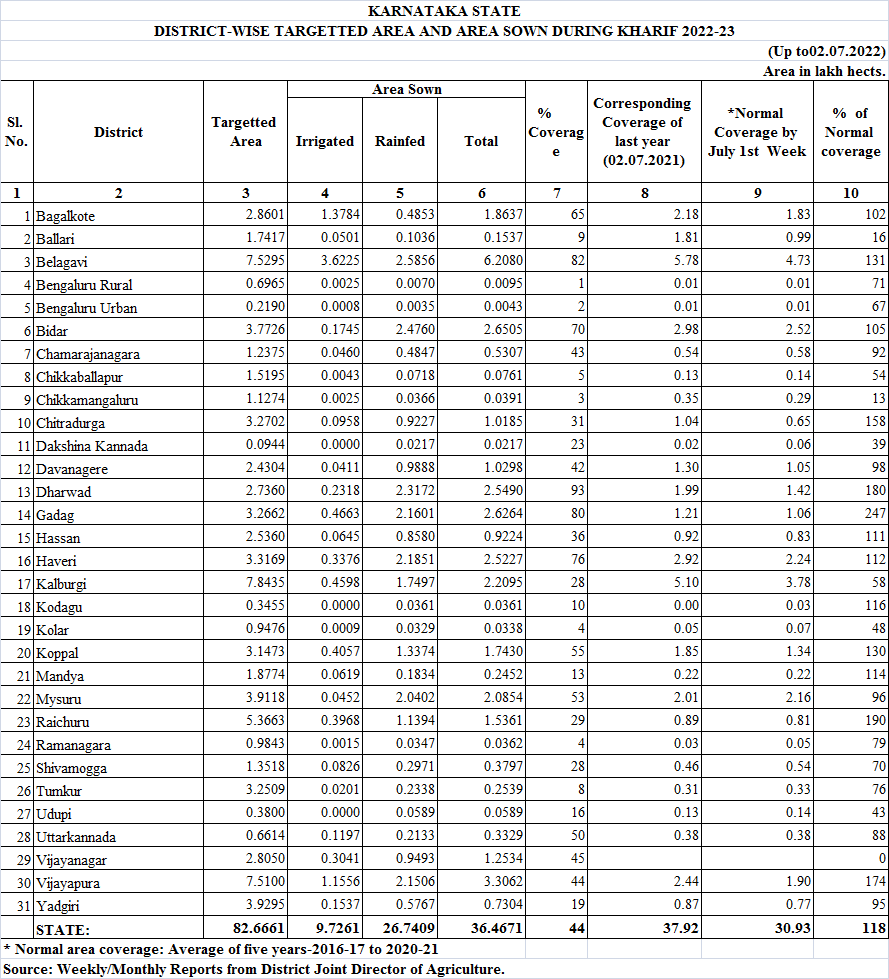 KARNATAKA STATE
DISTRICT-WISE TARGETTED AREA AND AREA SOWN DURING KHARIF 2022-23
(Up to02.07.2022)
Area in lakh hects.
Sl. No. District Targetted Area Area Sown Irrigated Rainfed Total % Coverag e Corresponding Coverage of last year (02.07.2021) *Normal Coverage by July 1st Week % of Normal coverage
1 2 3 4 5 6 7 8 9 10
1 Bagalkote 2.8601 1.3784 0.4853 1.8637 65 2.18 1.83 102
2 Ballari 1.7417 0.0501 0.1036 0.1537 9 1.81 0.99 16
3 Belagavi 7.5295 3.6225 2.5856 6.2080 82 5.78 4.73 131
4 Bengaluru Rural 0.6965 0.0025 0.0070 0.0095 1 0.01 0.01 71
5 Bengaluru Urban 0.2190 0.0008 0.0035 0.0043 2 0.01 0.01 67
6 Bidar 3.7726 0.1745 2.4760 2.6505 70 2.98 2.52 105
7 Chamarajanagara 1.2375 0.0460 0.4847 0.5307 43 0.54 0.58 92
8 Chikkaballapur 1.5195 0.0043 0.0718 0.0761 5 0.13 0.14 54
9 Chikkamangaluru 1.1274 0.0025 0.0366 0.0391 3 0.35 0.29 13
10 Chitradurga 3.2702 0.0958 0.9227 1.0185 31 1.04 0.65 158
11 Dakshina Kannada 0.0944 0.0000 0.0217 0.0217 23 0.02 0.06 39
12 Davanagere 2.4304 0.0411 0.9888 1.0298 42 1.30 1.05 98
13 Dharwad 2.7360 0.2318 2.3172 2.5490 93 1.99 1.42 180
14 Gadag 3.2662 0.4663 2.1601 2.6264 80 1.21 1.06 247
15 Hassan 2.5360 0.0645 0.8580 0.9224 36 0.92 0.83 111
16 Haveri 3.3169 0.3376 2.1851 2.5227 76 2.92 2.24 112
17 Kalburgi 7.8435 0.4598 1.7497 2.2095 28 5.10 3.78 58
18 Kodagu 0.3455 0.0000 0.0361 0.0361 10 0.00 0.03 116
19 Kolar 0.9476 0.0009 0.0329 0.0338 4 0.05 0.07 48
20 Koppal 3.1473 0.4057 1.3374 1.7430 55 1.85 1.34 130
21 Mandya 1.8774 0.0619 0.1834 0.2452 13 0.22 0.22 114
22 Mysuru 3.9118 0.0452 2.0402 2.0854 53 2.01 2.16 96
23 Raichuru 5.3663 0.3968 1.1394 1.5361 29 0.89 0.81 190
24 Ramanagara 0.9843 0.0015 0.0347 0.0362 4 0.03 0.05 79
25 Shivamogga 1.3518 0.0826 0.2971 0.3797 28 0.46 0.54 70
26 Tumkur 3.2509 0.0201 0.2338 0.2539 8 0.31 0.33 76
27 Udupi 0.3800 0.0000 0.0589 0.0589 16 0.13 0.14 43
28 Uttarkannada 0.6614 0.1197 0.2133 0.3329 50 0.38 0.38 88
29 Vijayanagar 2.8050 0.3041 0.9493 1.2534 45 0
30 Vijayapura 7.5100 1.1556 2.1506 3.3062 44 2.44 1.90 174
31 Yadgiri 3.9295 0.1537 0.5767 0.7304 19 0.87 0.77 95
STATE: 82.6661 9.7261 26.7409 36.4671 44 37.92 30.93 118
* Normal area coverage: Average of five years-2016-17 to 2020-21
Source: Weekly/Monthly Reports from District Joint Director of Agriculture.